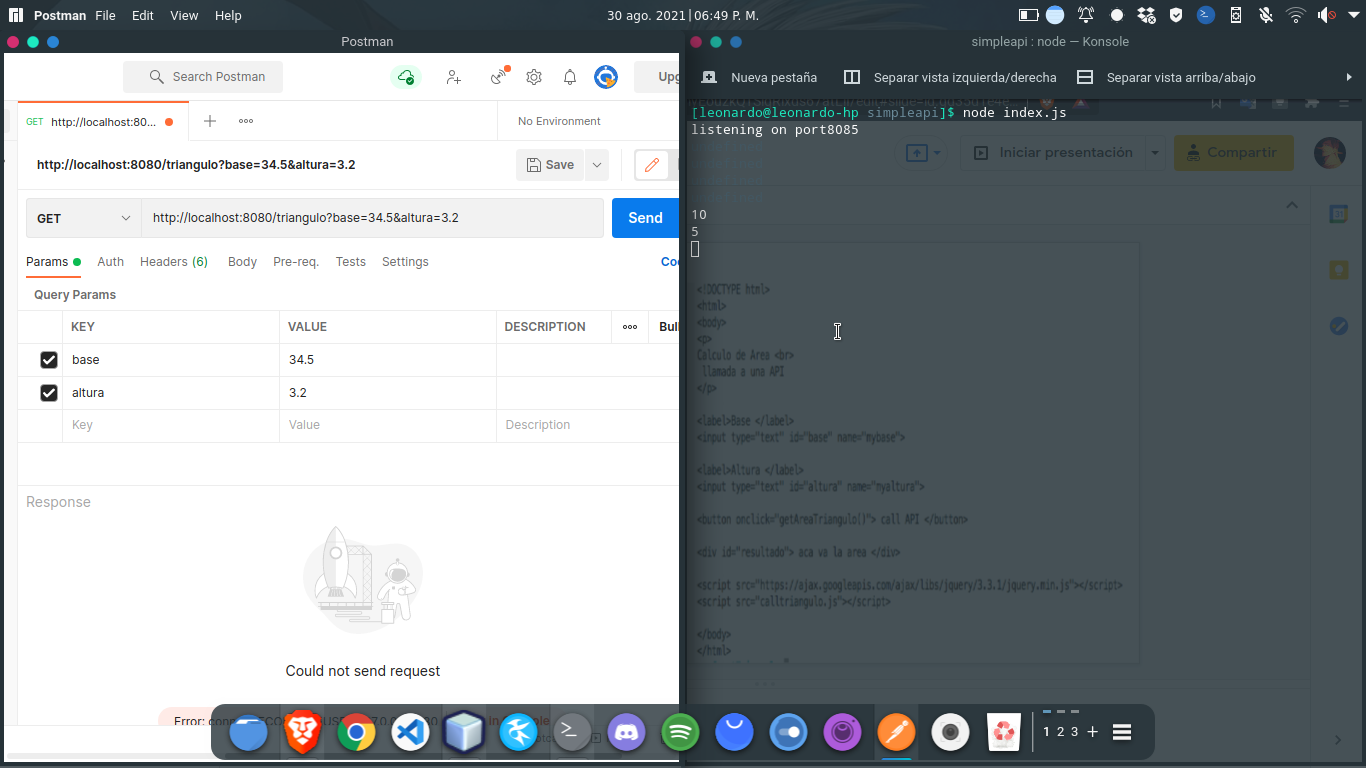 Postman File Edit View Help
30 ago. 2021 | 06:49 P. M.
Postman
Search Postman
Upg
GET http://localhost:80...
No Environment
http://localhost:8080/triangulo?base=34.5&altura=3.2
Save
GET
http://localhost:8080/triangulo?base=34.5&altura=3.2
Send
Params Auth Headers (6) Body Pre-req. Tests Settings
Query Params
KEY VALUE DESCRIPTION
base 34.5
altura 3.2
Key Value Description
Response
Could not send request
Error:
simpleapi : node — Konsole
Nueva pestaña Separar vista izquierda/derecha Separar vista arriba/abajo
[leonardo@leonardo-hp simpleapi]$ node index.js
listening on port8085
Iniciar presentación
Compartir
10
5
<!DOCTYPE html>
<html>
<body>
<p>
Calculo de Area <br>
llamada a una API
</p>
<label>Base </label>
<input type="text" id="base" name="mybase">
<label>Altura </label>
<input type="text" id="altura" name="myaltura">
<button onclick="getAreaTriangulo()"> call API </button>
<div id="resultado"> aca va la area </div>
<script src="https://ajax.googleapis.com/ajax/libs/jquery/3.3.1/jquery.min.js"></script>
<script src="calltriangulo.js"></script>
</body>
</html>
1 2 3 +